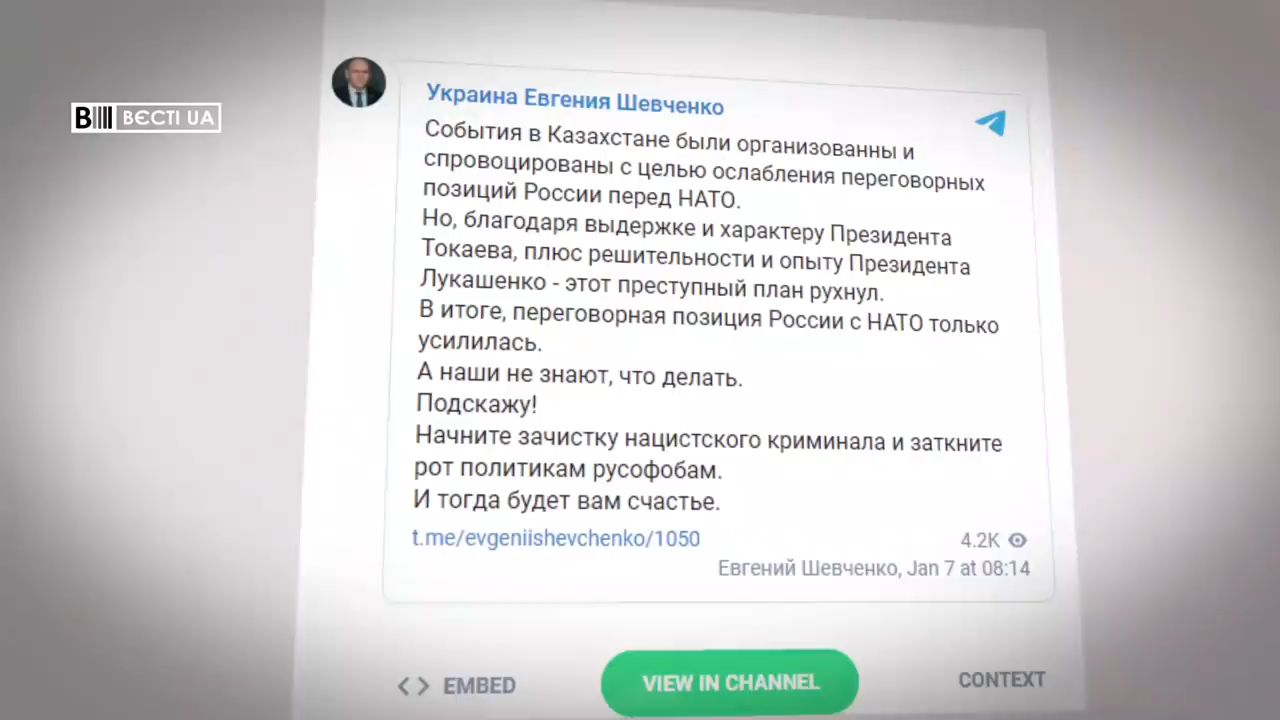 ВЄСТІ UA
Украина Евгения Шевченко
События в Казахстане были организованны и
спровоцированы с целью ослабления переговорных
позиций России перед НАТО.
Но, благодаря выдержке и характеру Президента
Токаева, плюс решительности и опыту Президента
Лукашенко - этот преступный план рухнул.
В итоге, переговорная позиция России с НАТО только
усилилась.
А наши не знают, что делать.
Подскажу!
Начните зачистку нацистского криминала и заткните
рот политикам русофобам.
И тогда будет вам счастье.
t.me/evgeniishevchenko/1050
4.2K
Евгений Шевченко, Jan 7 at 08:14
<> EMBED
VIEW IN CHANNEL
CONTEXT